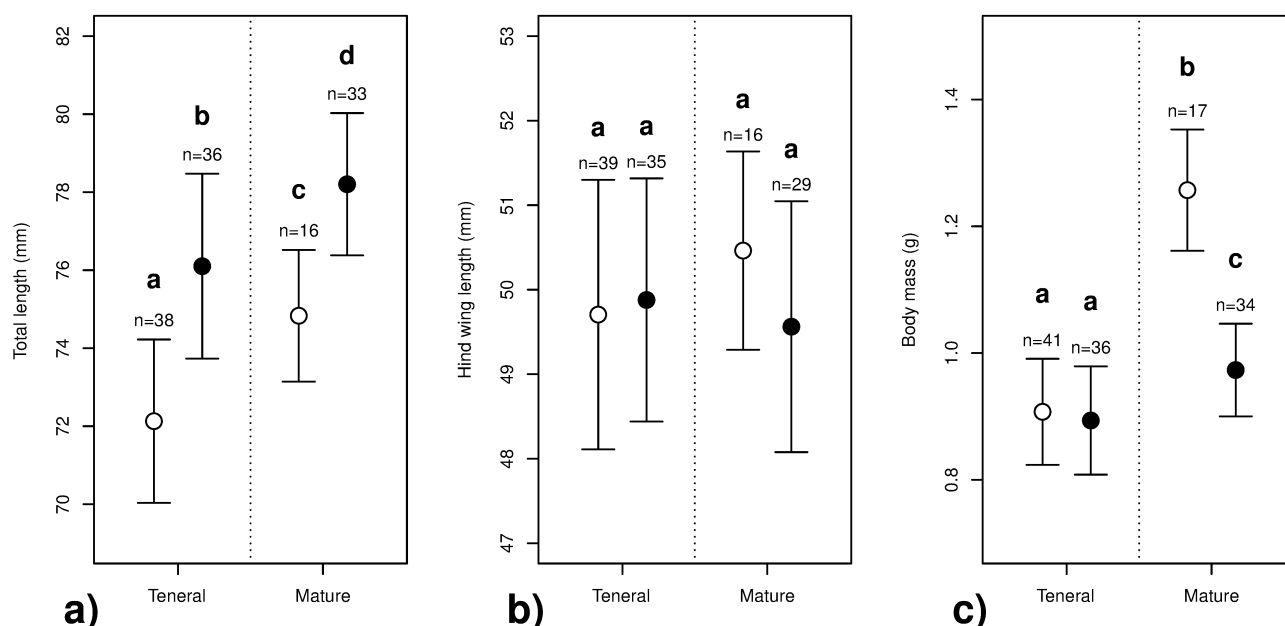 Total length (mm)
82
80
78
76
74
72
70
a
n=38
b
n=36
c
n=16
d
n=33
Teneral
Mature
a)
Hind wing length (mm)
53
52
51
50
49
48
47
a
n=39
a
n=35
a
n=16
a
n=29
Teneral
Mature
b)
Body mass (g)
1.4
1.2
1.0
0.8
a
n=41
a
n=36
b
n=17
c
n=34
Teneral
Mature
c)